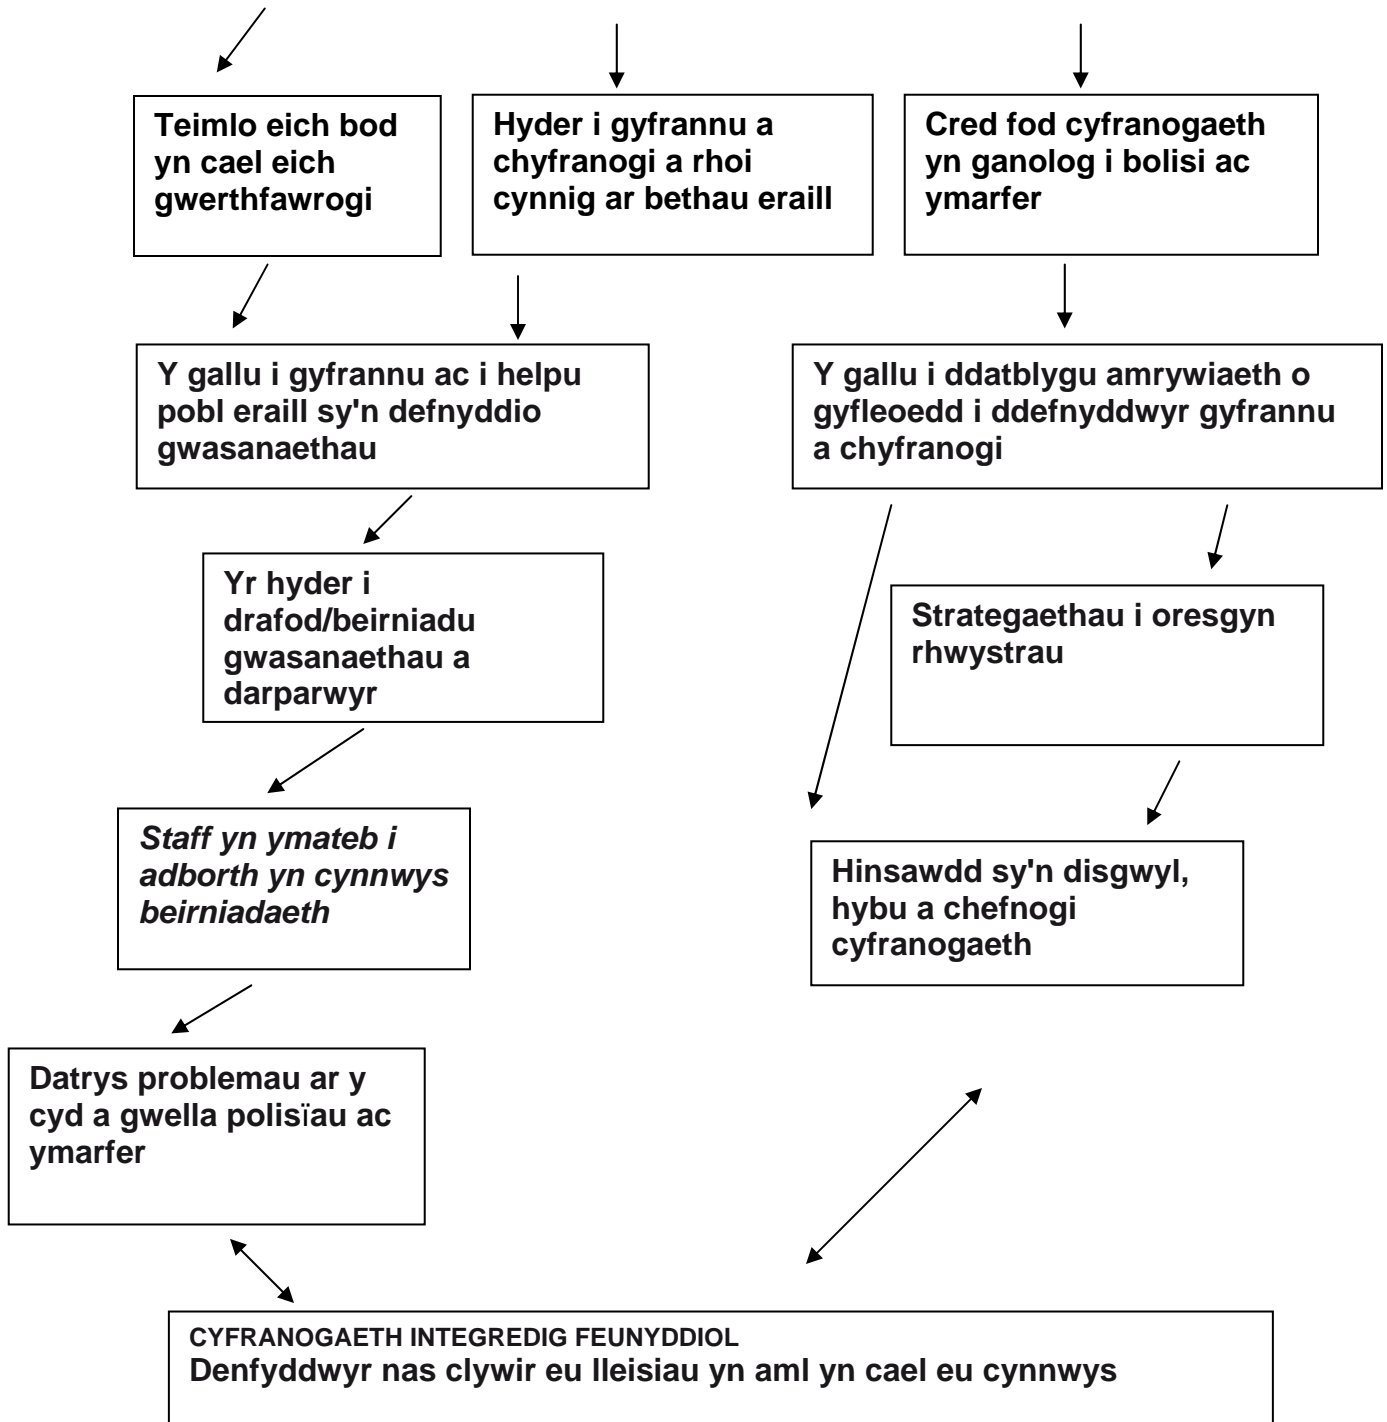 Teimlo eich bod
yn cael eich
gwerthfawrogi
Hyder i gyfrannu a
chyfranogi a rhoi
cynnig ar bethau eraill
Cred fod cyfranogaeth
yn ganolog i bolisi ac
ymarfer
Y gallu i gyfrannu ac i helpu
pobl eraill sy'n defnyddio
gwasanaethau
Y gallu i ddatblygu amrywiaeth o
gyfleoedd i ddefnyddwyr gyfrannu
a chyfranogi
Yr hyder i
drafod/beirniadu
gwasanaethau a
darparwyr
Strategaethau i oresgyn
rhwystrau
Staff yn ymateb i
adborth yn cynnwys
beirniadaeth
Hinsawdd sy'n disgwyl,
hybu a chefnogi
cyfranogaeth
Datrys problemau ar y
cyd a gwella polisïau ac
ymarfer
CYFRANOGAETH INTEGREDIG FEUNYDDIOL
Denfyddwyr nas clywir eu lleisiau yn aml yn cael eu cynnwys